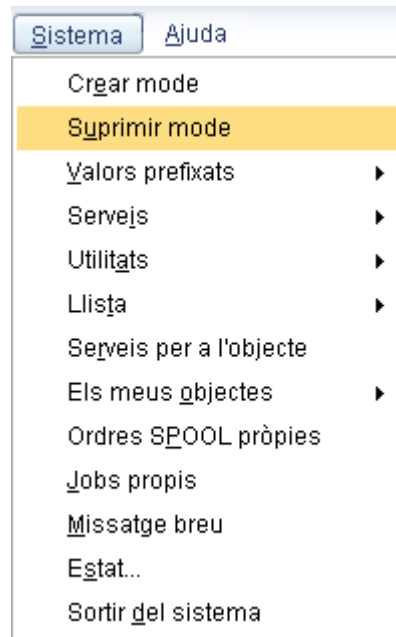 Sistema Ajuda
Crear mode
Suprimir mode
Valors prefixats
Serveis
Utilitats
Llista
Serveis per a l'objecte
Els meus objectes
Ordres SPOOL pròpies
Jobs propis
Missatge breu
Estat...
Sortir del sistema